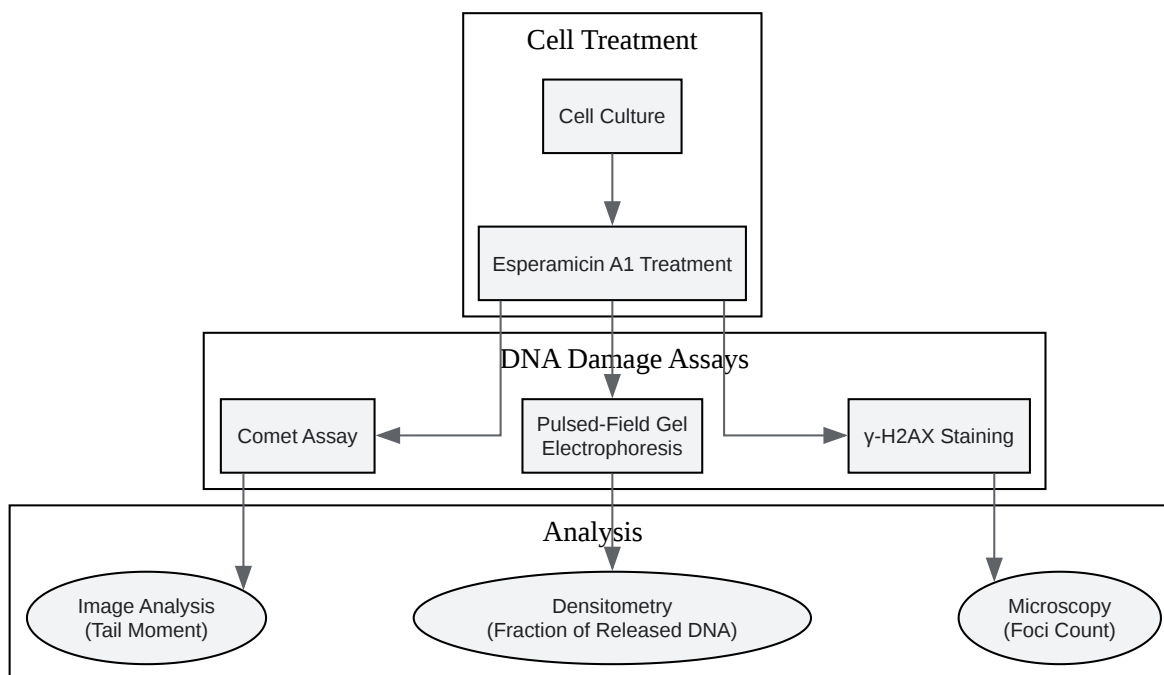 Cell Treatment
Cell Culture
Esperamicin A1 Treatment
DNA Damage Assays
Comet Assay
Pulsed-Field Gel
Electrophoresis
γ-H2AX Staining
Analysis
Image Analysis
(Tail Moment)
Densitometry
(Fraction of Released DNA)
Microscopy
(Foci Count)